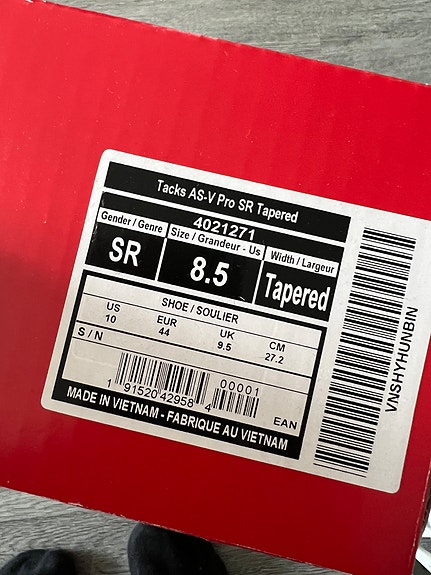 Tacks AS-V Pro SR Tapered
4021271
Gender / Genre Size / Grandeur - Us Width / Largeur
SR 8.5 Tapered
SHOE / SOULIER
US EUR UK CM
10 44 9.5 27.2
S / N
00001
1 91520 42958 4
EAN
MADE IN VIETNAM - FABRIQUE AU VIETNAM
VNSHYHUNBIN